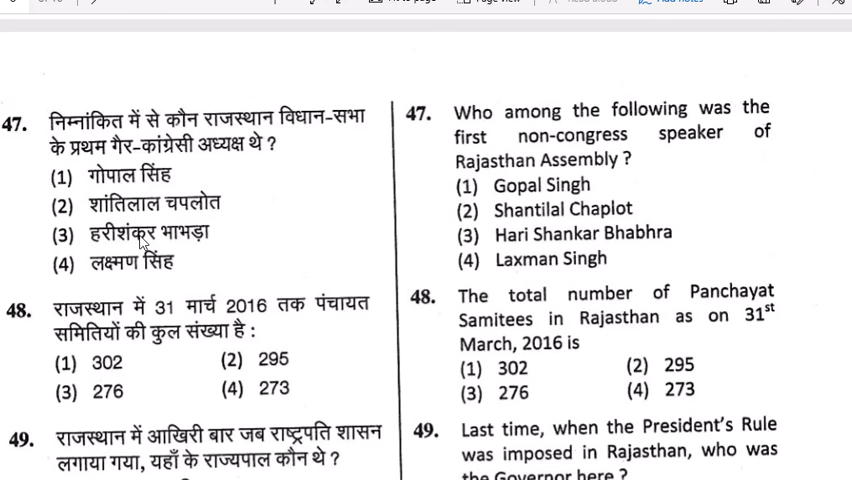 47. निम्नांकित में से कौन राजस्थान विधान-सभा
के प्रथम गैर-कांग्रेसी अध्यक्ष थे ?
(1) गोपाल सिंह
(2) शांतिलाल चपलोत
(3) हरीशंकर भाभड़ा
(4) लक्ष्मण सिंह
48. राजस्थान में 31 मार्च 2016 तक पंचायत
समितियों की कुल संख्या है :
(1) 302 (2) 295
(3) 276 (4) 273
49. राजस्थान में आखिरी बार जब राष्ट्रपति शासन
लगाया गया, यहाँ के राज्यपाल कौन थे ?
47. Who among the following was the
first non-congress speaker of
Rajasthan Assembly ?
(1) Gopal Singh
(2) Shantilal Chaplot
(3) Hari Shankar Bhabhra
(4) Laxman Singh
48. The total number of Panchayat
Samitees in Rajasthan as on 31st
March, 2016 is
(1) 302 (2) 295
(3) 276 (4) 273
49. Last time, when the President's Rule
was imposed in Rajasthan, who was
the Governor here ?